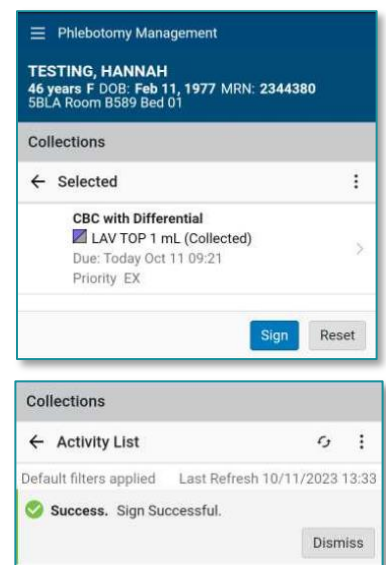 Phlebotomy Management
TESTING, HANNAH
46 years F DOB: Feb 11, 1977 MRN: 2344380
5BLA Room B589 Bed 01
Collections
Selected
CBC with Differential
LAV TOP 1 mL (Collected)
Due: Today Oct 11 09:21
Priority EX
Sign Reset
Collections
Activity List
Default filters applied Last Refresh 10/11/2023 13:33
Success. Sign Successful.
Dismiss